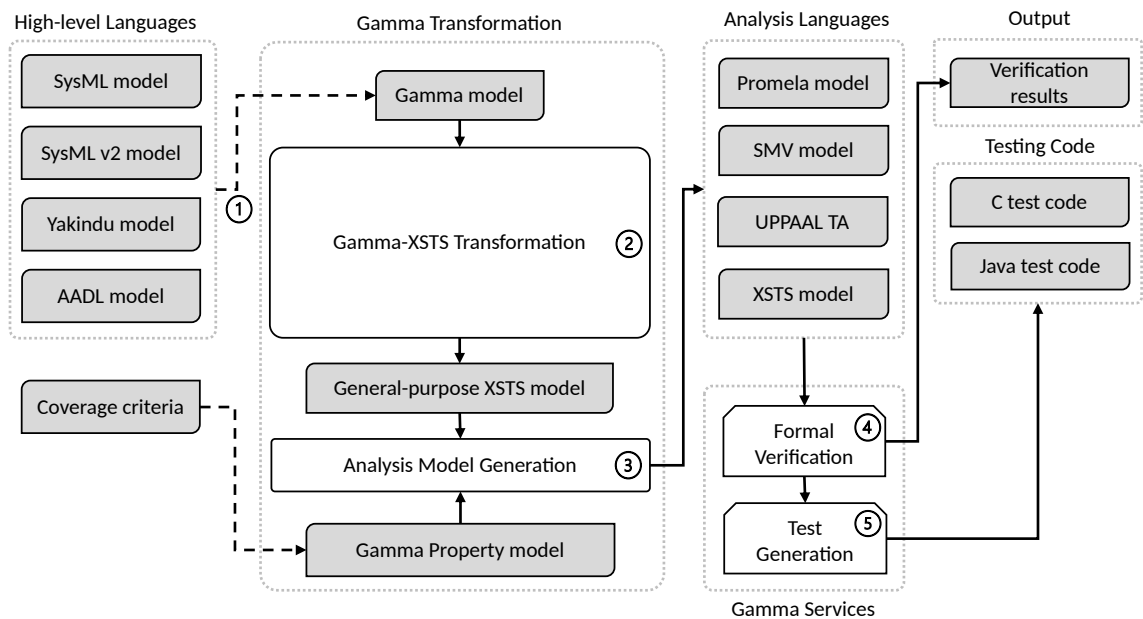 High-level Languages
SysML model
SysML v2 model
Yakindu model
AADL model
Coverage criteria
1
Gamma Transformation
Gamma model
Gamma-XSTS Transformation
2
General-purpose XSTS model
Analysis Model Generation
3
Gamma Property model
Analysis Languages
Promela model
SMV model
UPPAAL TA
XSTS model
Formal
Verification
4
Test
Generation
5
Gamma Services
Output
Verification
results
Testing Code
C test code
Java test code